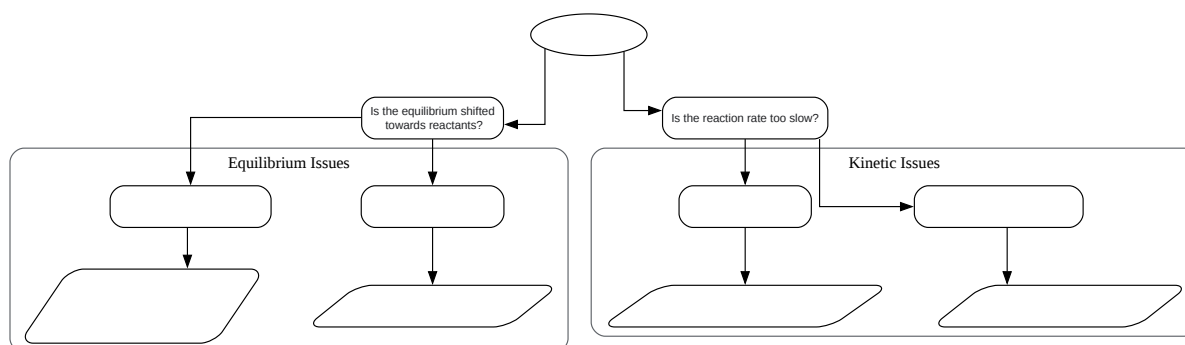 Is the equilibrium shifted
towards reactants?
Is the reaction rate too slow?
Equilibrium Issues
Kinetic Issues